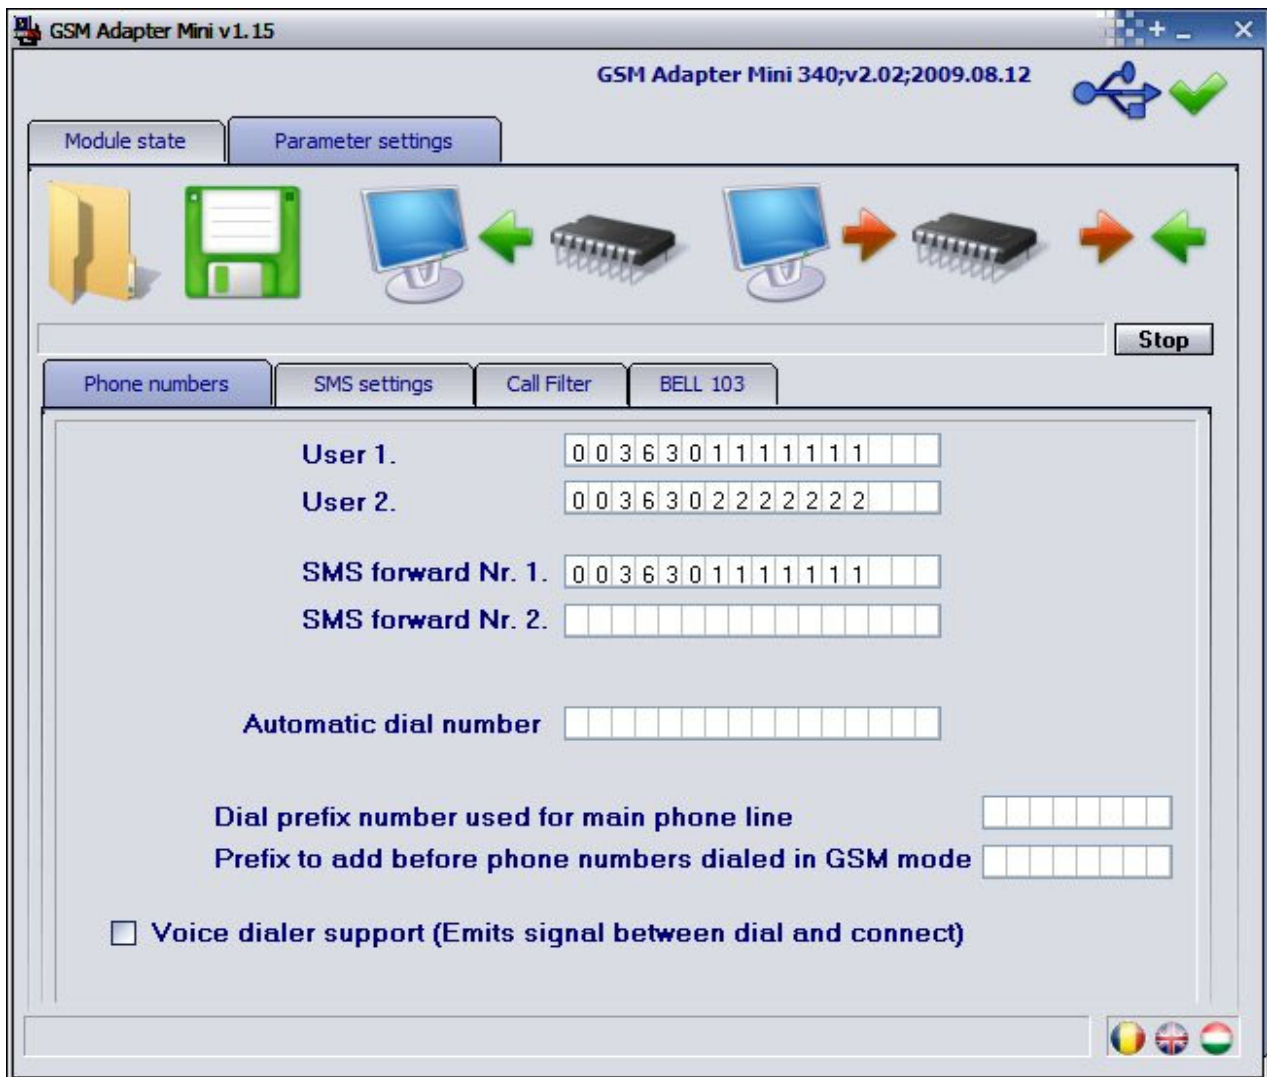 GSM Adapter Mini v1.15
GSM Adapter Mini 340;v2.02;2009.08.12
Module state
Parameter settings
Stop
Phone numbers
SMS settings
Call Filter
BELL 103
User 1. 0036301111111
User 2. 0036302222222
SMS forward Nr. 1. 0036301111111
SMS forward Nr. 2.
Automatic dial number
Dial prefix number used for main phone line
Prefix to add before phone numbers dialed in GSM mode
Voice dialer support (Emits signal between dial and connect)